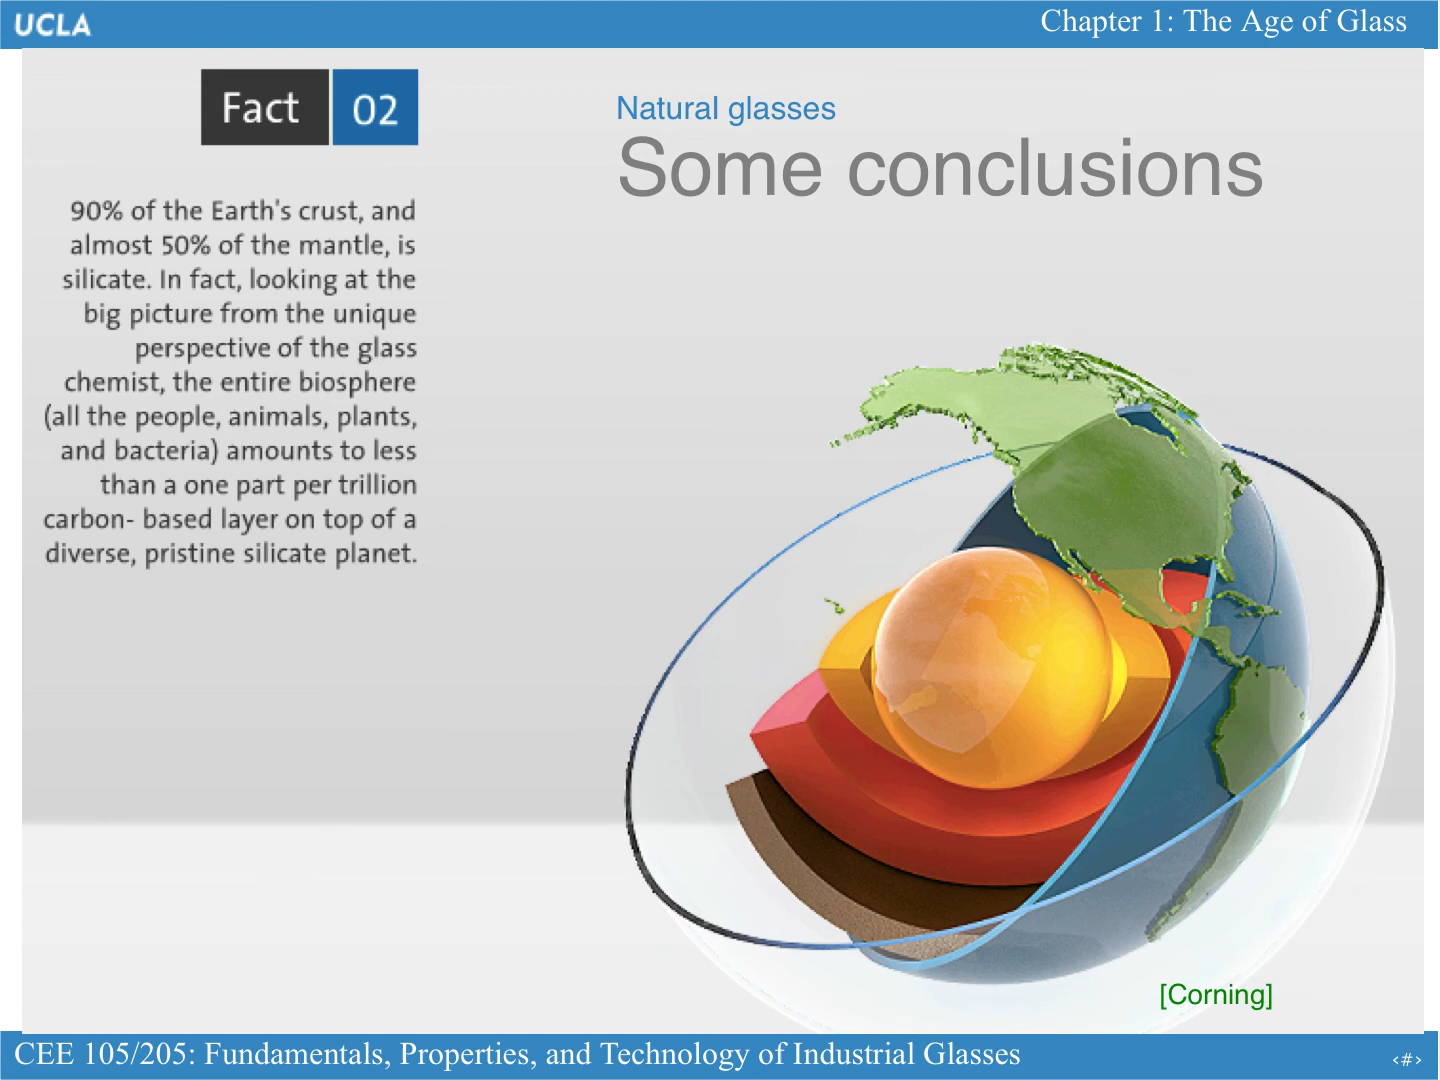 UCLA
Chapter 1: The Age of Glass
Fact 02
Natural glasses
Some conclusions
90% of the Earth's crust, and
almost 50% of the mantle, is
silicate. In fact, looking at the
big picture from the unique
perspective of the glass
chemist, the entire biosphere
(all the people, animals, plants,
and bacteria) amounts to less
than a one part per trillion
carbon- based layer on top of a
diverse, pristine silicate planet.
[Corning]
CEE 105/205: Fundamentals, Properties, and Technology of Industrial Glasses
‹#›